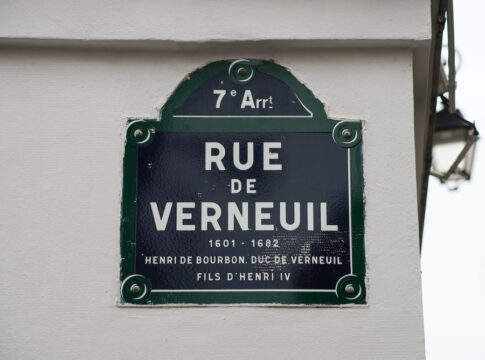 7e Arrt
RUE
DE
VERNEUIL
1601 - 1682
HENRI DE BOURBON, DUC DE VERNEUIL
FILS D'HENRI IV